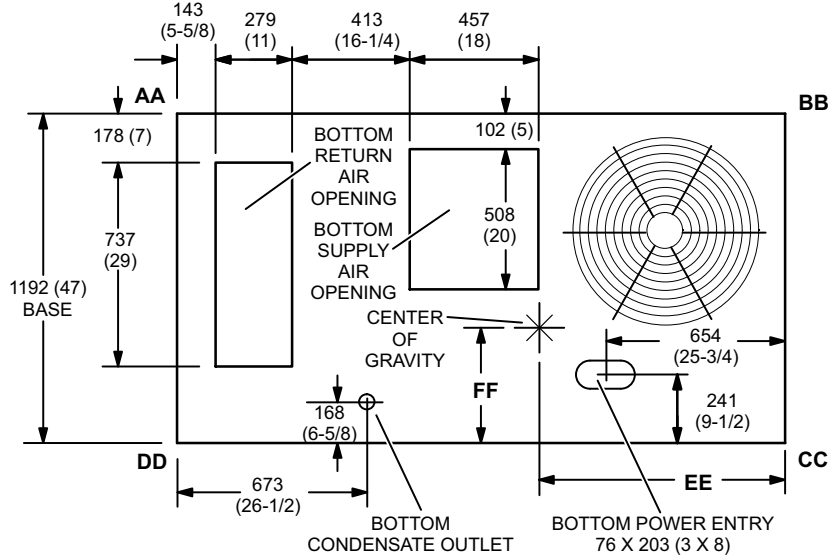 143
(5-5/8)
279
(11)
413
(16-1/4)
457
(18)
AA
BB
178 (7)
102 (5)
BOTTOM
RETURN
AIR
OPENING
737
(29)
BOTTOM
SUPPLY
AIR
OPENING
508
(20)
1192 (47)
BASE
CENTER
OF
GRAVITY
654
(25-3/4)
FF
168
(6-5/8)
241
(9-1/2)
DD
CC
673
(26-1/2)
EE
BOTTOM
CONDENSATE OUTLET
BOTTOM POWER ENTRY
76 X 203 (3 X 8)